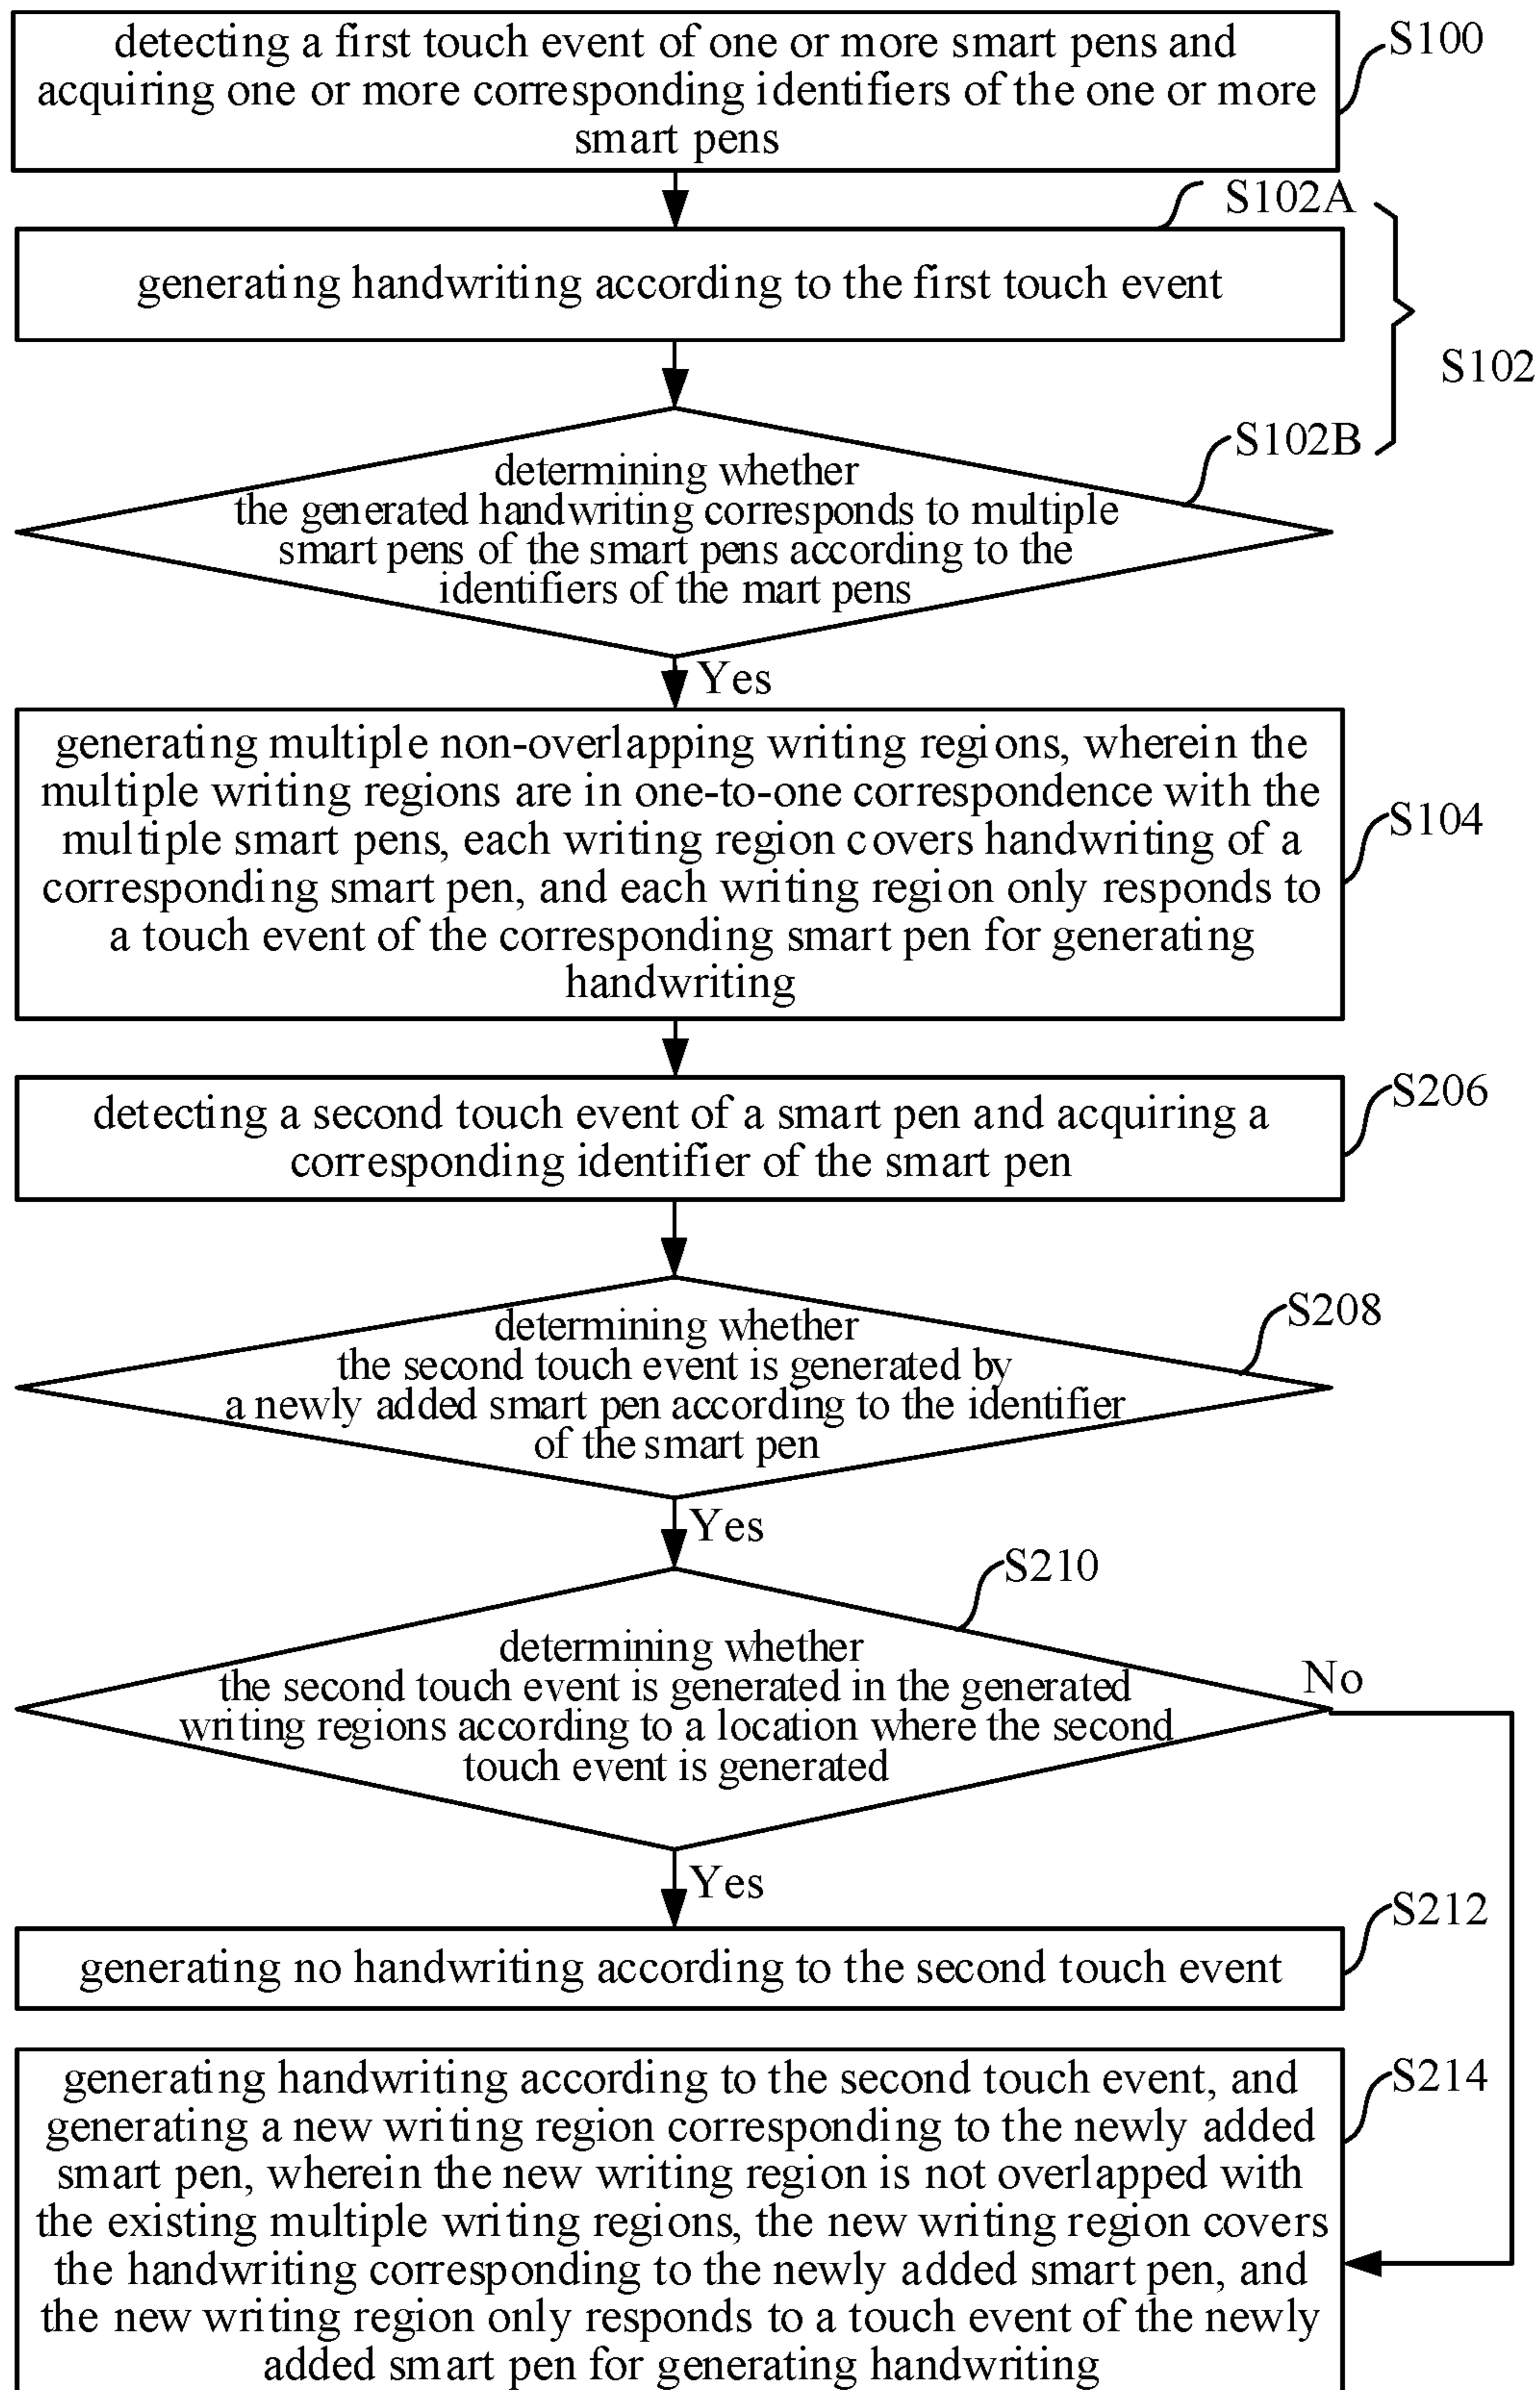 detecting a first touch event of one or more smart pens and
acquiring one or more corresponding identifiers of the one or more
smart pens
S100
S102A
generating handwriting according to the first touch event
S102
S102B
determining whether
the generated handwriting corresponds to multiple
smart pens of the smart pens according to the
identifiers of the mart pens
Yes
generating multiple non-overlapping writing regions, wherein the
multiple writing regions are in one-to-one correspondence with the
multiple smart pens, each writing region covers handwriting of a
corresponding smart pen, and each writing region only responds to
a touch event of the corresponding smart pen for generating
handwriting
S104
detecting a second touch event of a smart pen and acquiring a
corresponding identifier of the smart pen
S206
determining whether
the second touch event is generated by
a newly added smart pen according to the identifier
of the smart pen
S208
Yes
S210
determining whether
the second touch event is generated in the generated
writing regions according to a location where the second
touch event is generated
No
Yes
generating no handwriting according to the second touch event
S212
generating handwriting according to the second touch event, and
generating a new writing region corresponding to the newly added
smart pen, wherein the new writing region is not overlapped with
the existing multiple writing regions, the new writing region covers
the handwriting corresponding to the newly added smart pen, and
the new writing region only responds to a touch event of the newly
added smart pen for generating handwriting
S214